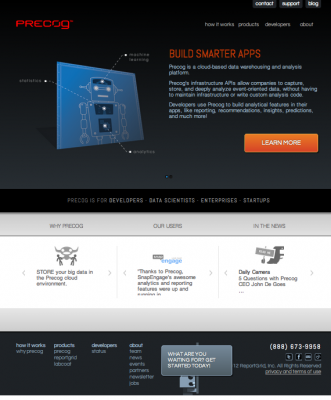 contact support blog
PRECOG
how it works products developers about
machine
learning
statistics
analytics
BUILD SMARTER APPS
Precog is a cloud-based data warehousing and analysis
platform.
Precog's infrastructure APIs allow companies to capture,
store, and deeply analyze event-oriented data, without having
to maintain infrastructure or write custom analysis code.
Developers use Precog to build analytical features in their
apps, like reporting, recommendations, insights, predictions,
and much more!
LEARN MORE
PRECOG IS FOR DEVELOPERS · DATA SCIENTISTS · ENTERPRISES · STARTUPS
WHY PRECOG OUR USERS IN THE NEWS
STORE your big data in
the Precog cloud
environment.
engage
"Thanks to Precog,
SnapEngage's awesome
analytics and reporting
features were up and
running in
Daily Camera
5 Questions with Precog
CEO John De Goes
...
how it works
why precog
products
precog
reportgrid
labcoat
developers
status
about
team
news
events
partners
newsletter
jobs
WHAT ARE YOU
WAITING FOR? GET
STARTED TODAY!
(888) 673-9958
12 ReportGrid, Inc. All Rights Reserved
privacy and terms of use